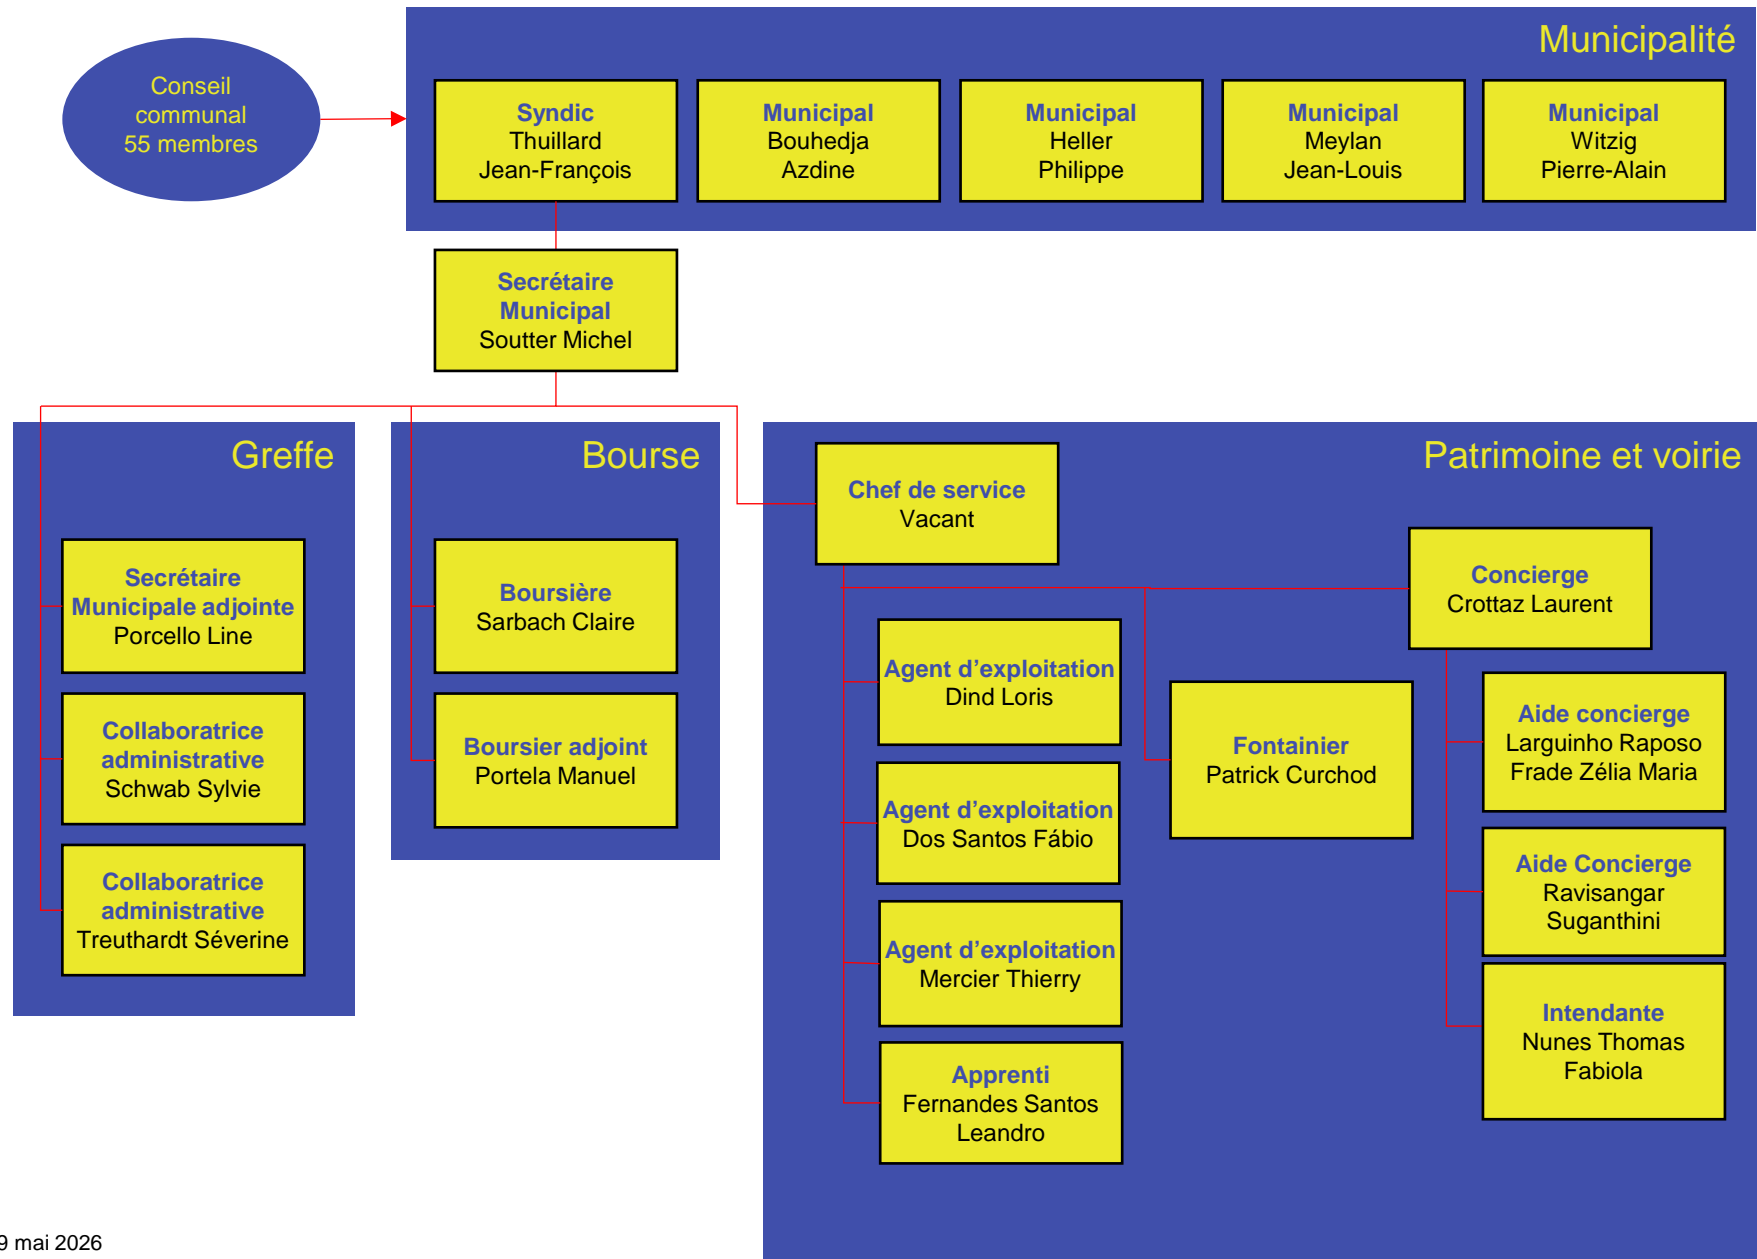 Municipalité
Conseil
communal
55 membres
Syndic
Thuillard
Jean-François
Municipal
Bouhedja
Azdine
Municipal
Heller
Philippe
Municipal
Meylan
Jean-Louis
Municipal
Witzig
Pierre-Alain
Secrétaire
Municipal
Soutter Michel
Greffe
Secrétaire
Municipale adjointe
Porcello Line
Collaboratrice
administrative
Schwab Sylvie
Collaboratrice
administrative
Treuthardt Séverine
Bourse
Boursière
Sarbach Claire
Boursier adjoint
Portela Manuel
Patrimoine et voirie
Chef de service
Vacant
Agent d’exploitation
Dind Loris
Agent d’exploitation
Dos Santos Fábio
Agent d’exploitation
Mercier Thierry
Apprenti
Fernandes Santos
Leandro
Fontainier
Patrick Curchod
Concierge
Crottaz Laurent
Aide concierge
Larguinho Raposo
Frade Zélia Maria
Aide Concierge
Ravisangar
Suganthini
Intendante
Nunes Thomas
Fabiola
9 mai 2026